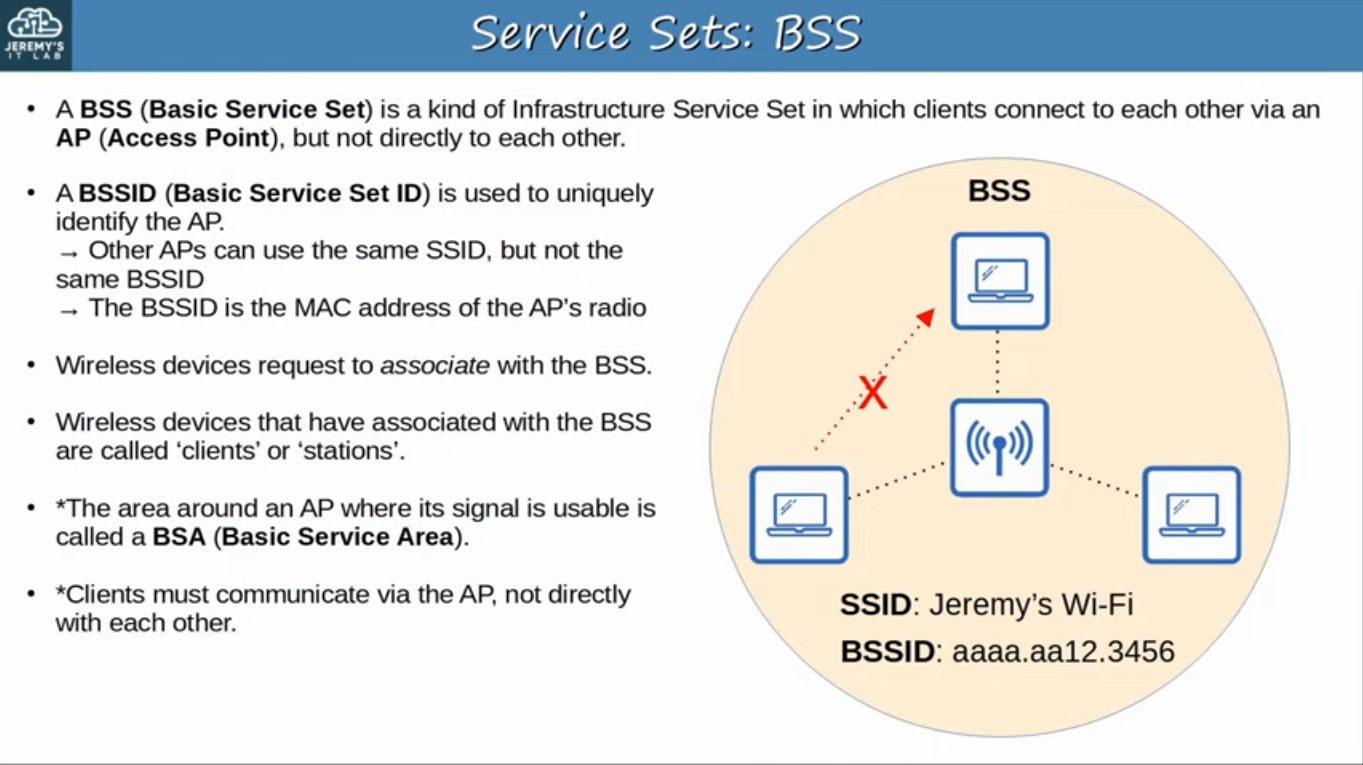 JEREMY'S
IT LAB
Service Sets: BSS
• A BSS (Basic Service Set) is a kind of Infrastructure Service Set in which clients connect to each other via an
AP (Access Point), but not directly to each other.
• A BSSID (Basic Service Set ID) is used to uniquely
identify the AP.
→ Other APs can use the same SSID, but not the
same BSSID
→ The BSSID is the MAC address of the AP's radio
• Wireless devices request to associate with the BSS.
• Wireless devices that have associated with the BSS
are called ‘clients’ or ‘stations’.
• *The area around an AP where its signal is usable is
called a BSA (Basic Service Area).
• *Clients must communicate via the AP, not directly
with each other.
BSS
X
SSID: Jeremy's Wi-Fi
BSSID: aaaa.aa12.3456